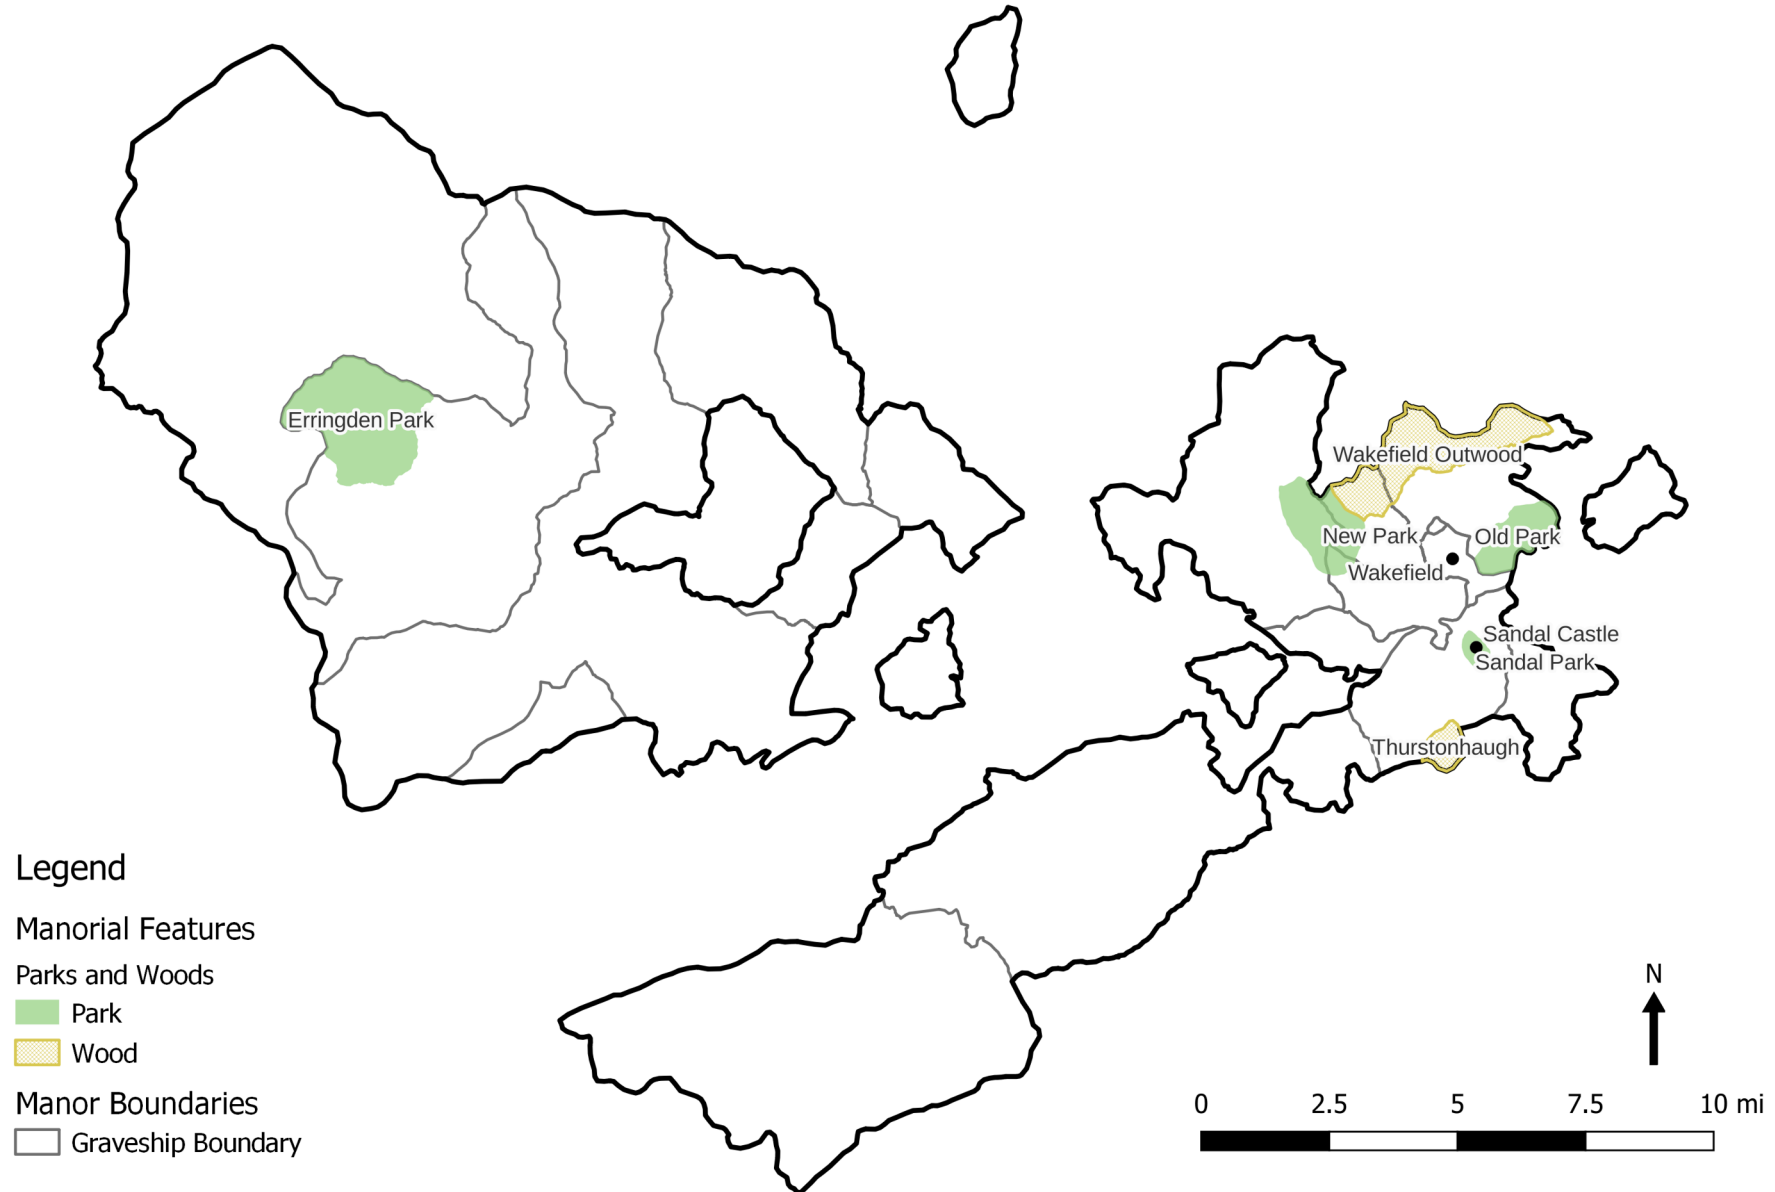 Erringden Park
Wakefield Outwood
New Park
Old Park
Wakefield
Sandal Castle
Sandal Park
Thurstonhaugh
Legend
Manorial Features
Parks and Woods
Park
Wood
Manor Boundaries
Graveship Boundary
N
0 2.5 5 7.5 10 mi